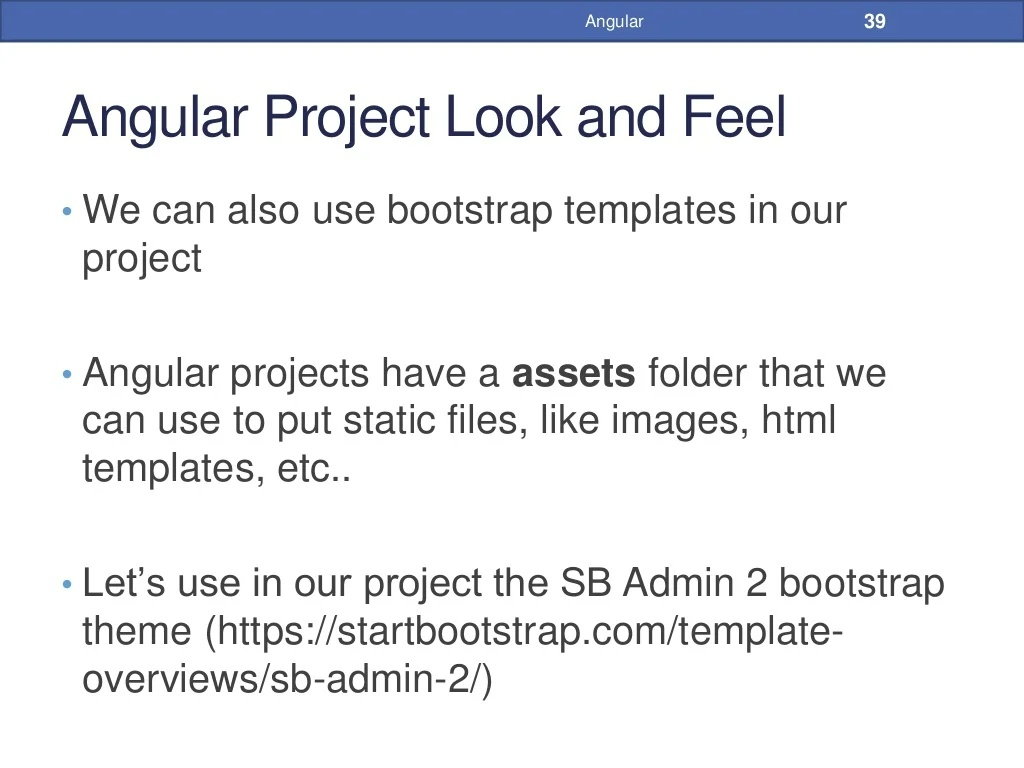 Angular 39
Angular Project Look and Feel
• We can also use bootstrap templates in our
project
• Angular projects have a assets folder that we
can use to put static files, like images, html
templates, etc..
• Let’s use in our project the SB Admin 2 bootstrap
theme (https://startbootstrap.com/template-
overviews/sb-admin-2/)